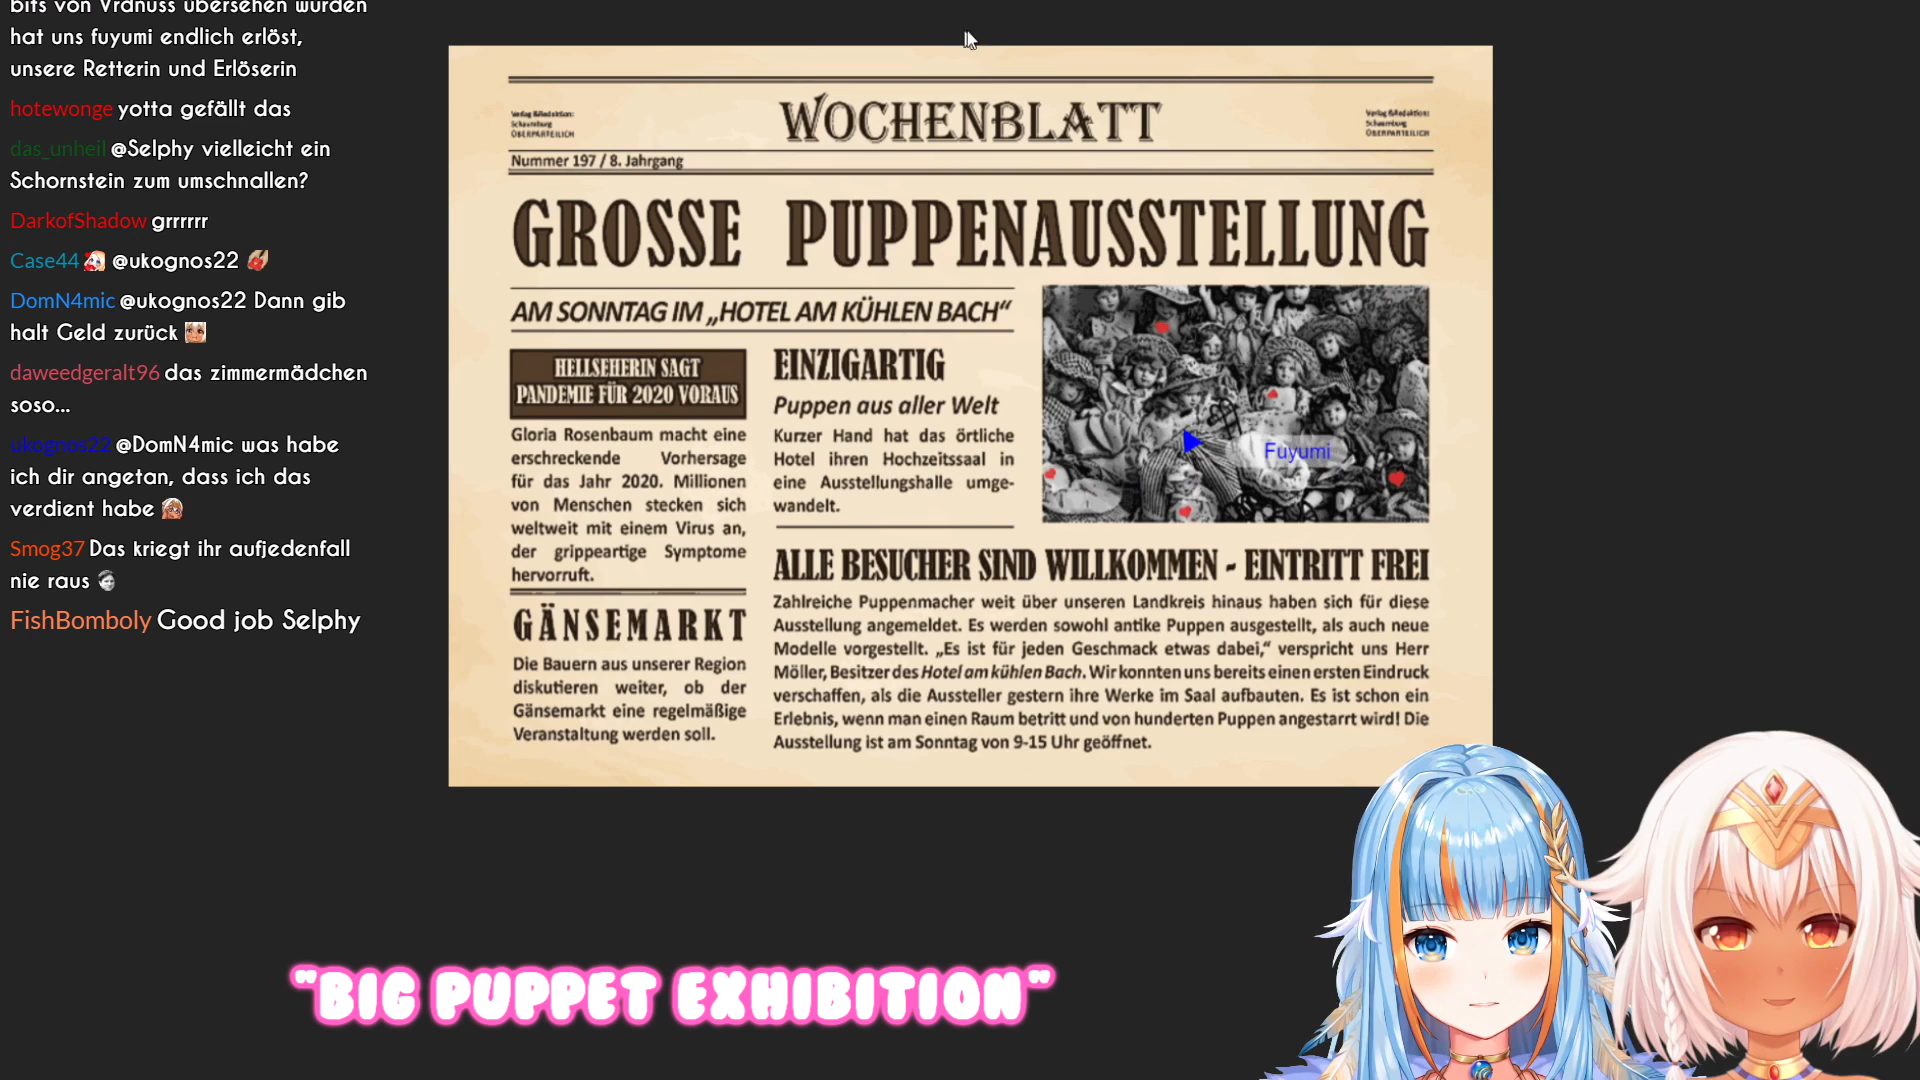 bits von Vrdnuss übersehen wurden
hat uns fuyumi endlich erlöst,
unsere Retterin und Erlöserin
hotewonge yotta gefällt das
das_unheil @Selphy vielleicht ein
Schornstein zum umschnallen?
DarkofShadow grrrrrr
Case44 @ukognos22
DomN4mic @ukognos22 Dann gib
halt Geld zurück
daweedgeralt96 das zimmermädchen
soso...
ukognos22 @DomN4mic was habe
ich dir angetan, dass ich das
verdient habe
Smog37 Das kriegt ihr aufjedenfall
nie raus
FishBomboly Good job Selphy
Verlag &Redaktion:
Schaumburg
ÜBERPARTEILICH
WOCHENBLATT
Verlag &Redaktion:
Schaumburg
ÜBERPARTEILICH
Nummer 197 / 8. Jahrgang
GROSSE PUPPENAUSSTELLUNG
AM SONNTAG IM „HOTEL AM KÜHLEN BACH“
HELLSEHERIN SAGT
PANDEMIE FÜR 2020 VORAUS
Gloria Rosenbaum macht eine
erschreckende Vorhersage
für das Jahr 2020. Millionen
von Menschen stecken sich
weltweit mit einem Virus an,
der grippeartige Symptome
hervorruft.
GÄNSEMARKT
Die Bauern aus unserer Region
diskutieren weiter, ob der
Gänsemarkt eine regelmäßige
Veranstaltung werden soll.
EINZIGARTIG
Puppen aus aller Welt
Kurzer Hand hat das örtliche
Hotel ihren Hochzeitssaal in
eine Ausstellungshalle umge-
wandelt.
Fuyumi
ALLE BESUCHER SIND WILLKOMMEN - EINTRITT FREI
Zahlreiche Puppenmacher weit über unseren Landkreis hinaus haben sich für diese
Ausstellung angemeldet. Es werden sowohl antike Puppen ausgestellt, als auch neue
Modelle vorgestellt. „Es ist für jeden Geschmack etwas dabei,“ verspricht uns Herr
Möller, Besitzer des Hotel am kühlen Bach. Wir konnten uns bereits einen ersten Eindruck
verschaffen, als die Aussteller gestern ihre Werke im Saal aufbauten. Es ist schon ein
Erlebnis, wenn man einen Raum betritt und von hunderten Puppen angestarrt wird! Die
Ausstellung ist am Sonntag von 9-15 Uhr geöffnet.
"BIG PUPPET EXHIBITION"